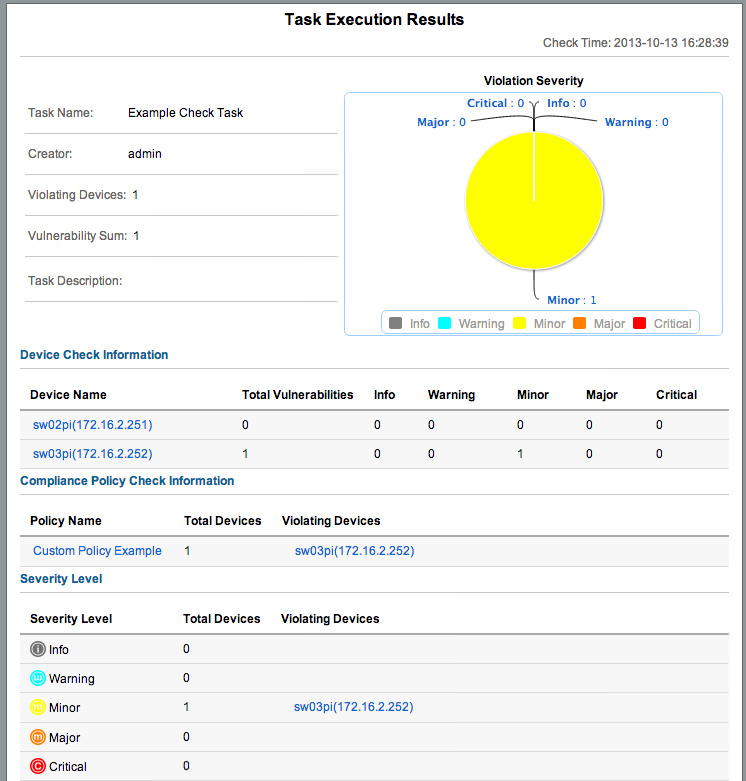 Task Execution Results
Check Time: 2013-10-13 16:28:39
Violation Severity
Critical : 0 Info : 0
Major : 0 Warning : 0
Minor : 1
Info Warning Minor Major Critical
Task Name: Example Check Task
Creator: admin
Violating Devices: 1
Vulnerability Sum: 1
Task Description:
Device Check Information
Device Name Total Vulnerabilities Info Warning Minor Major Critical
sw02pi(172.16.2.251) 0 0 0 0 0 0
sw03pi(172.16.2.252) 1 0 0 1 0 0
Compliance Policy Check Information
Policy Name Total Devices Violating Devices
Custom Policy Example 1 sw03pi(172.16.2.252)
Severity Level
Severity Level Total Devices Violating Devices
i Info 0
w Warning 0
m Minor 1 sw03pi(172.16.2.252)
m Major 0
C Critical 0